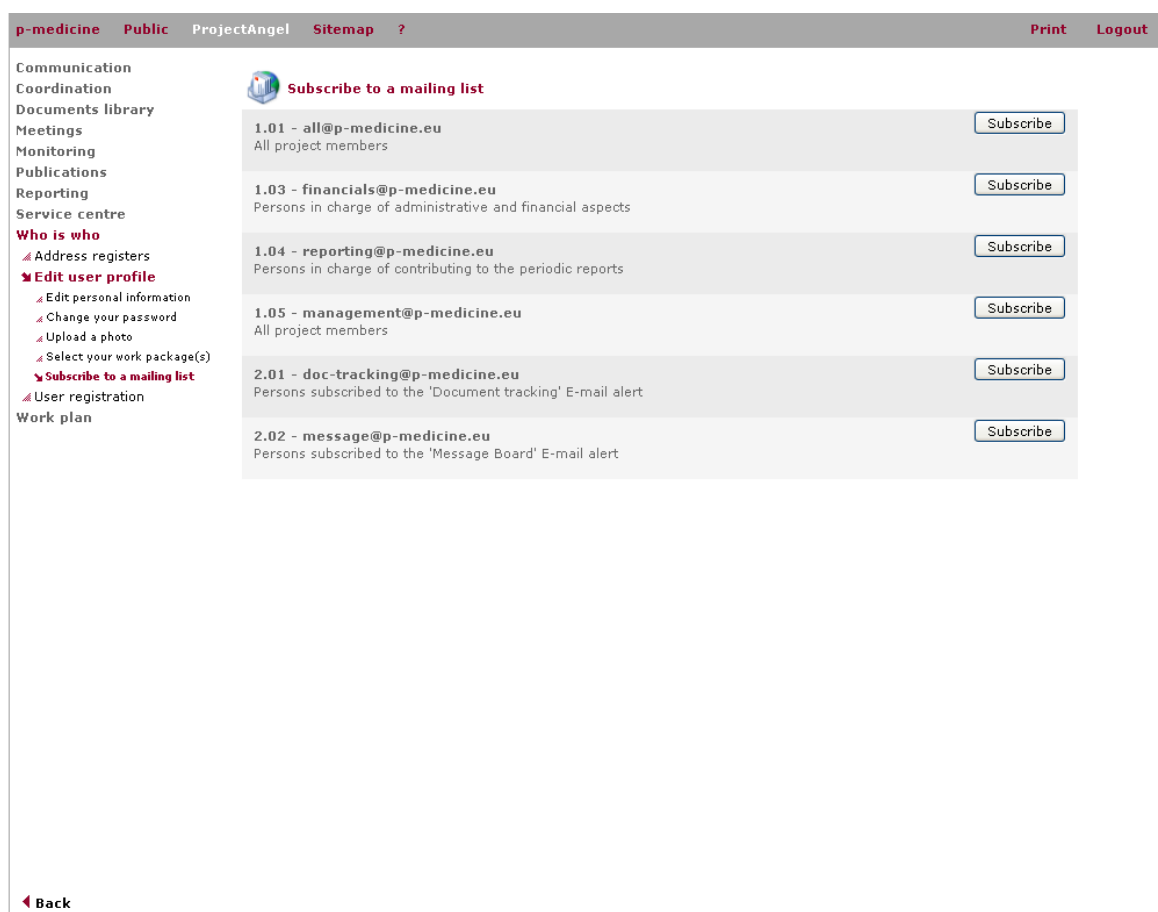 p-medicine Public ProjectAngel Sitemap ? Print Logout
Communication
Coordination
Documents library
Meetings
Monitoring
Publications
Reporting
Service centre
Who is who
Address registers
Edit user profile
Edit personal information
Change your password
Upload a photo
Select your work package(s)
Subscribe to a mailing list
User registration
Work plan
Subscribe to a mailing list
1.01 - all@p-medicine.eu Subscribe
All project members
1.03 - financials@p-medicine.eu Subscribe
Persons in charge of administrative and financial aspects
1.04 - reporting@p-medicine.eu Subscribe
Persons in charge of contributing to the periodic reports
1.05 - management@p-medicine.eu Subscribe
All project members
2.01 - doc-tracking@p-medicine.eu Subscribe
Persons subscribed to the 'Document tracking' E-mail alert
2.02 - message@p-medicine.eu Subscribe
Persons subscribed to the 'Message Board' E-mail alert
Back